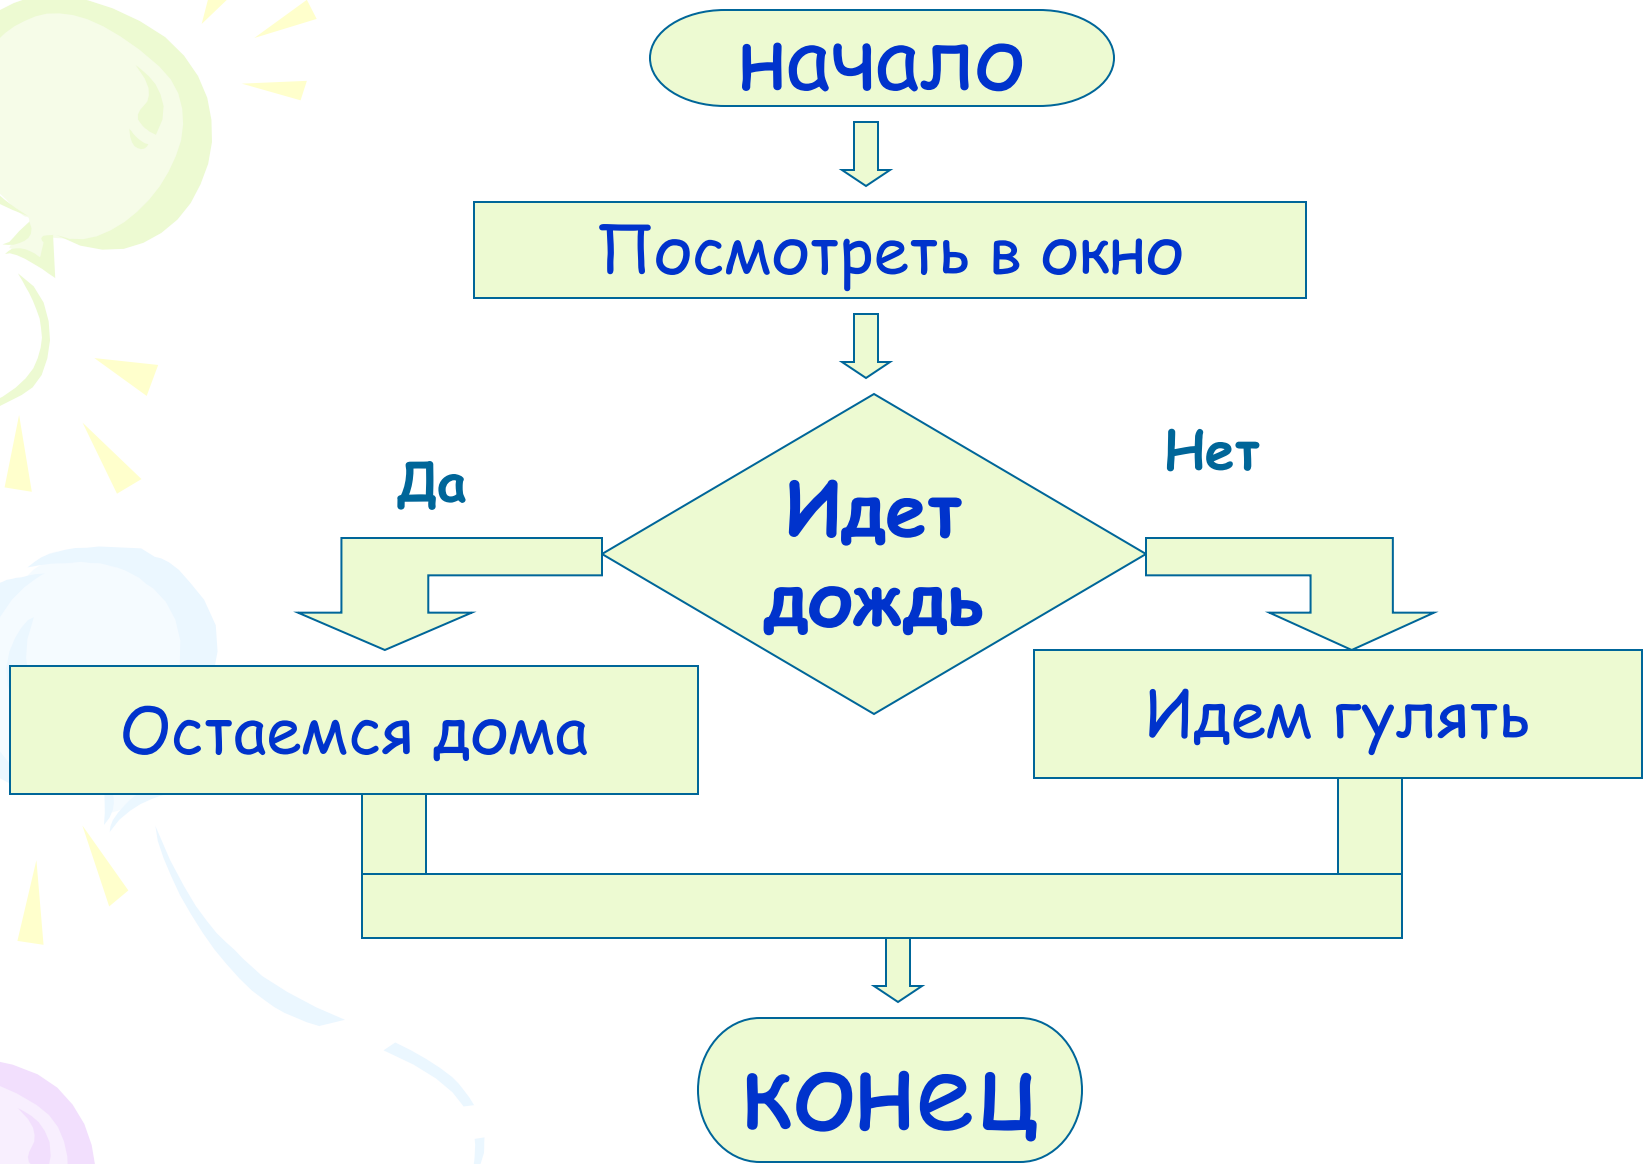 начало
Посмотреть в окно
Да
Нет
Идет
дождь
Остаемся дома
Идем гулять
конец